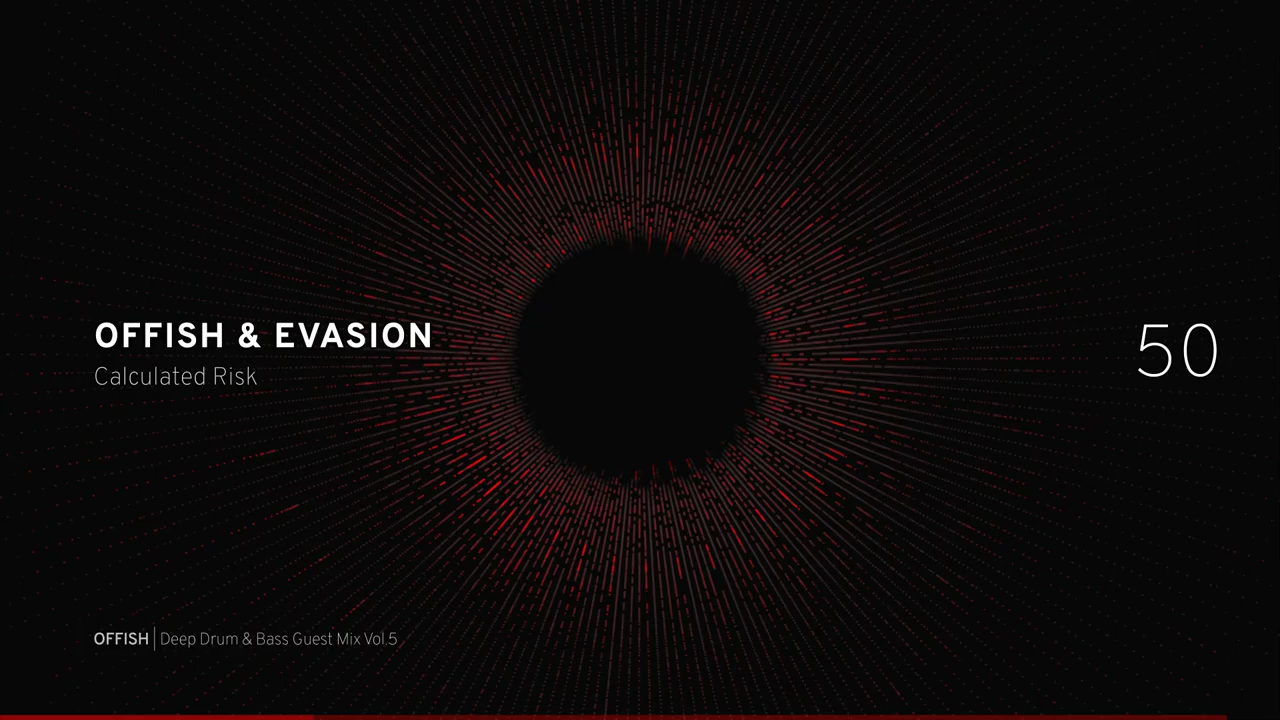 OFFISH & EVASION
Calculated Risk
50
OFFISH | Deep Drum & Bass Guest Mix Vol.5